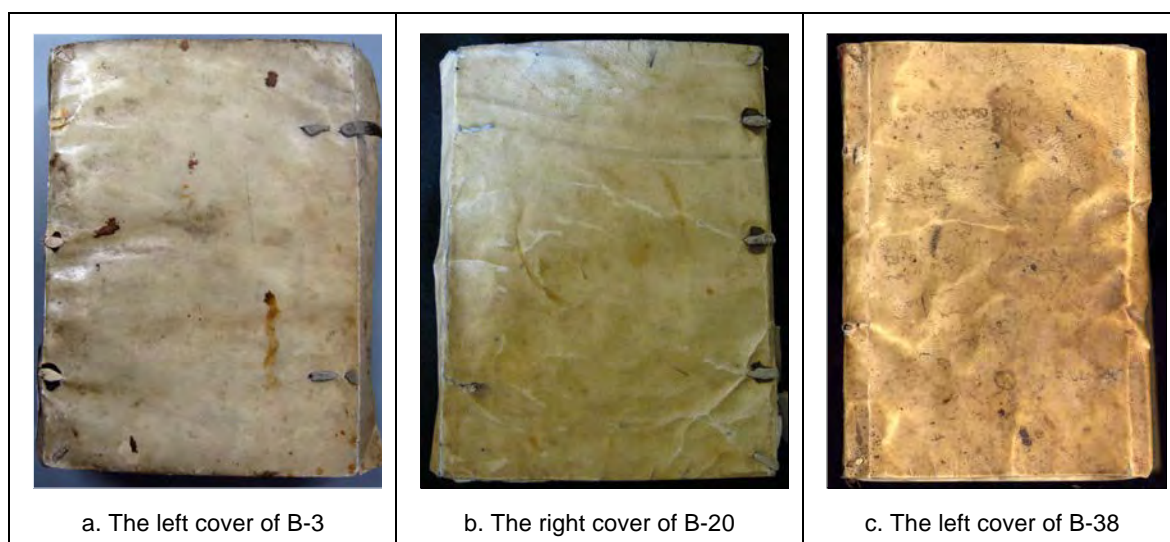 a. The left cover of B-3
b. The right cover of B-20
c. The left cover of B-38